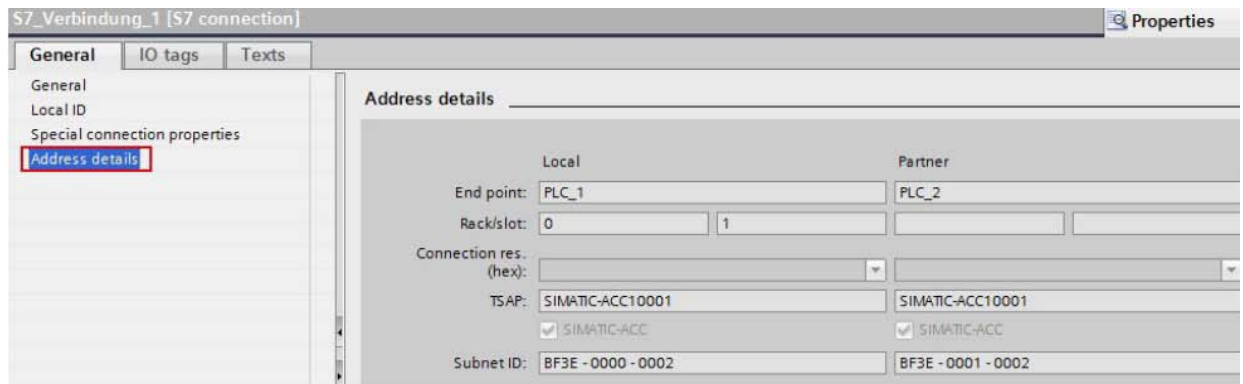 S7_Verbindung_1 [S7 connection]
Properties
General IO tags Texts
General
Local ID
Special connection properties
Address details
Address details
Local Partner
End point: PLC_1 PLC_2
Rack/slot: 0 1
Connection res.
(hex):
TSAP: SIMATIC-ACC10001 SIMATIC-ACC10001
SIMATIC-ACC SIMATIC-ACC
Subnet ID: BF3E - 0000 - 0002 BF3E - 0001 - 0002